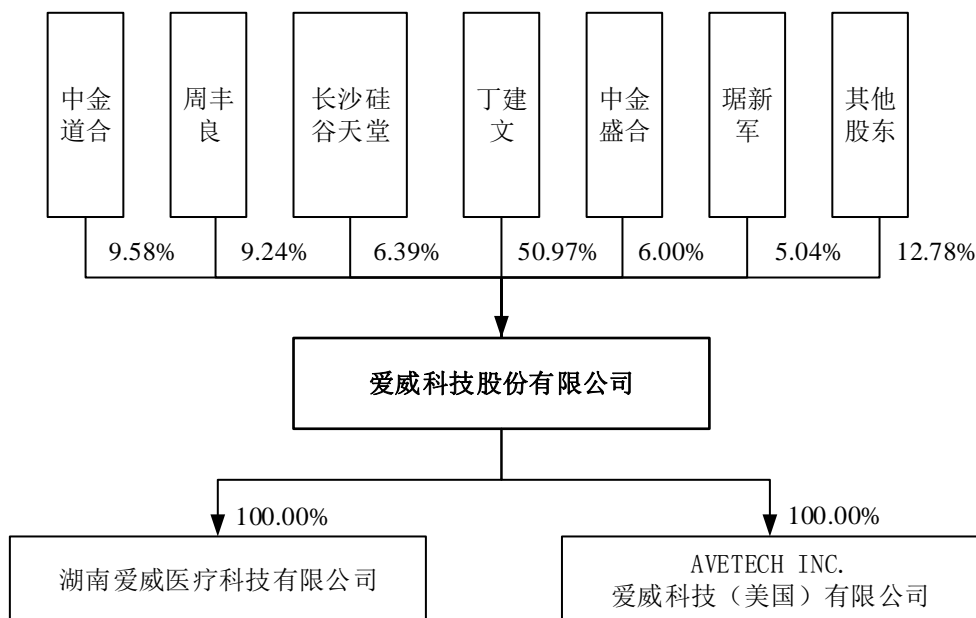 中金
道合
周丰
良
长沙硅
谷天堂
丁建
文
中金
盛合
琚新
军
其他
股东
9.58%
9.24%
6.39%
50.97%
6.00%
5.04%
12.78%
爱威科技股份有限公司
100.00%
100.00%
湖南爱威医疗科技有限公司
AVETECH INC.
爱威科技（美国）有限公司